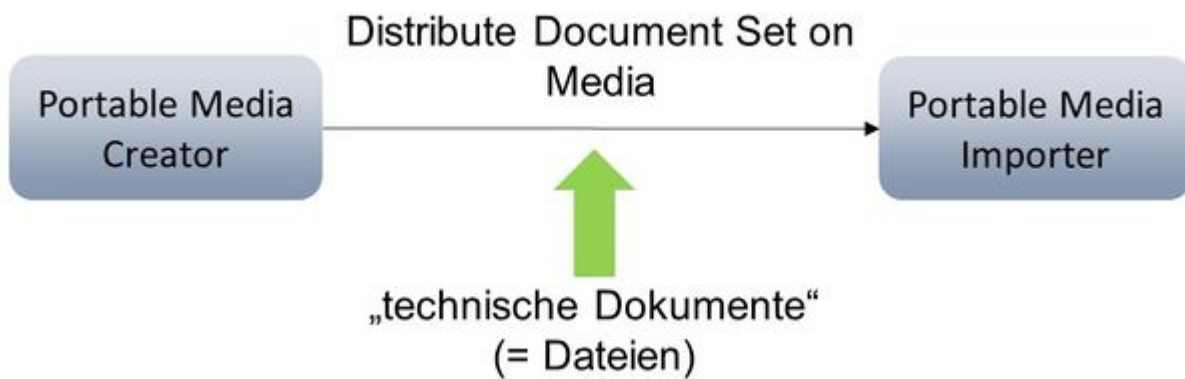 Distribute Document Set on
Media
Portable Media
Creator
Portable Media
Importer
„technische Dokumente“
(= Dateien)